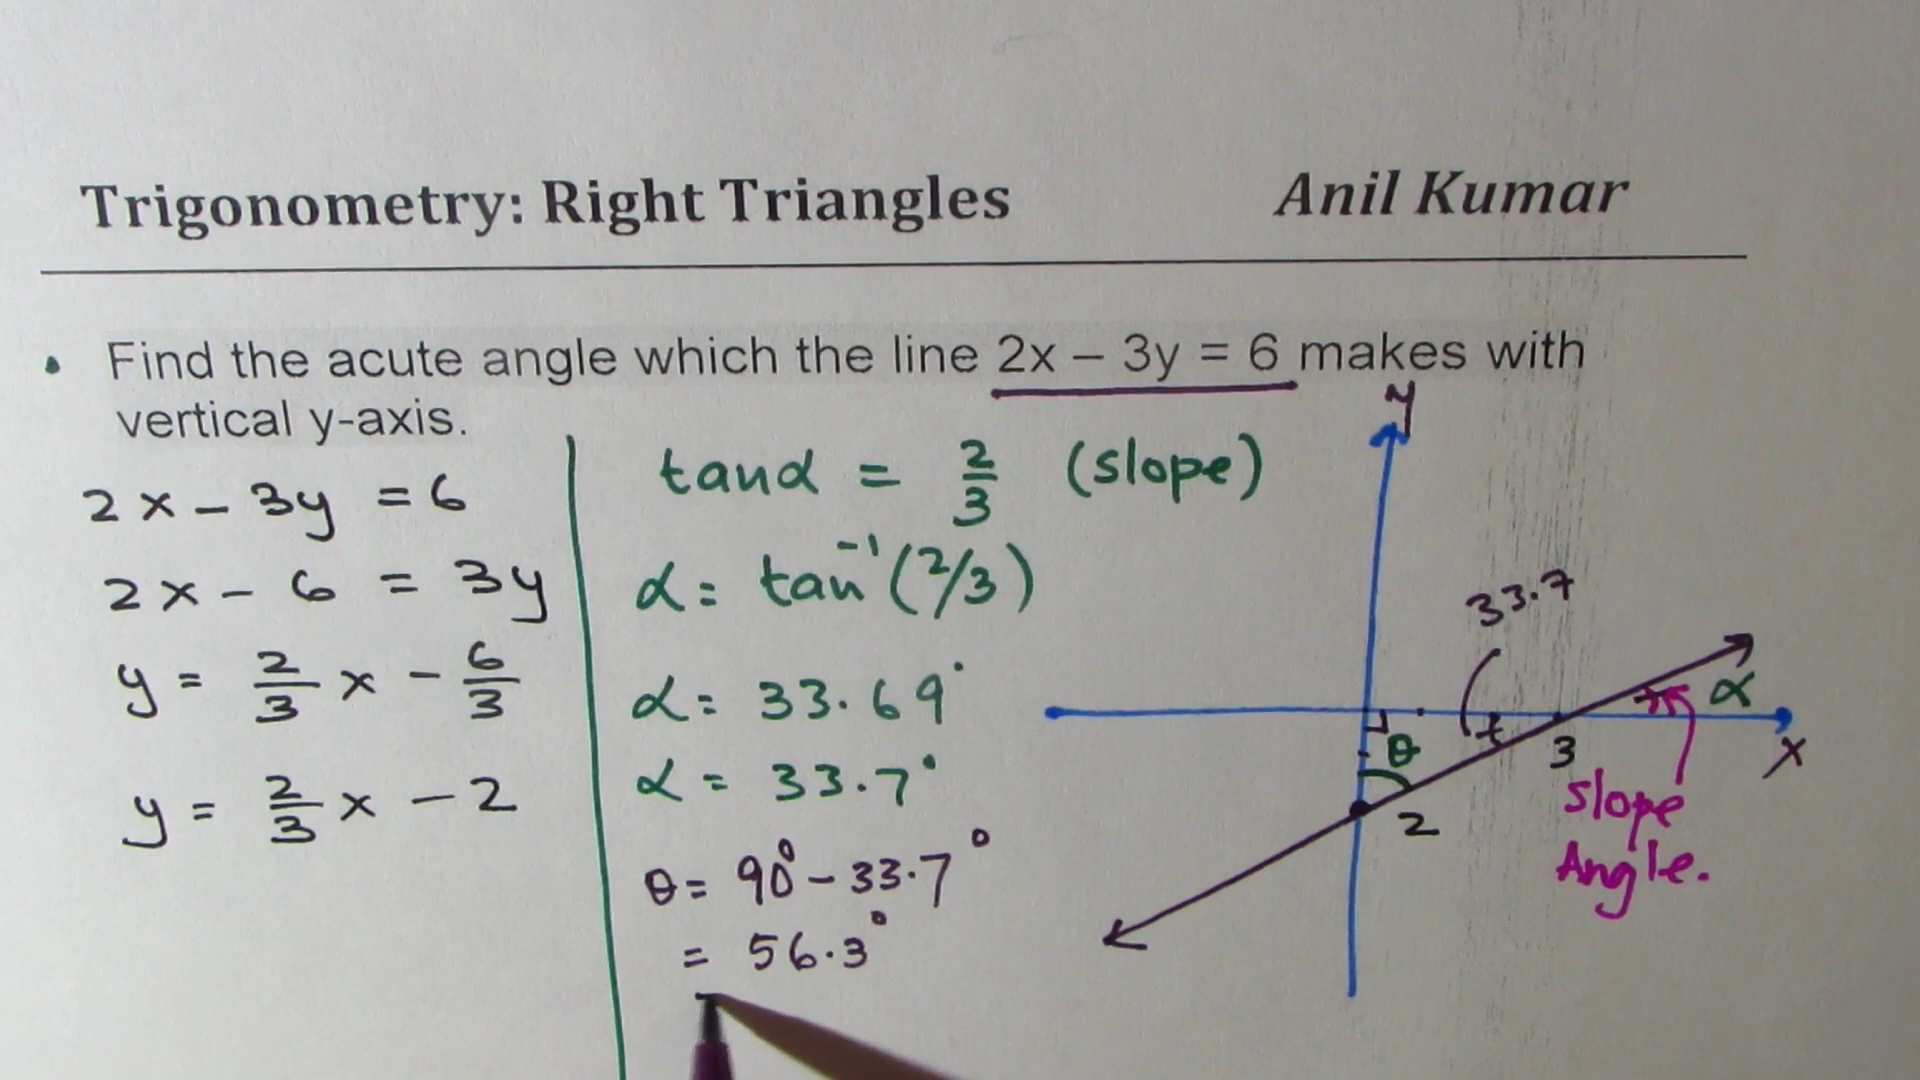 Trigonometry: Right Triangles Anil Kumar
• Find the acute angle which the line 2x – 3y = 6 makes with
vertical y-axis.
2x - 3y = 6
2x - 6 = 3y
y = 2/3 x - 6/3
y = 2/3 x - 2
tanα = 2/3 (slope)
α = tan⁻¹(2/3)
α = 33.69°
α = 33.7°
θ = 90° - 33.7°
= 56.3°
y
33.7
α
x
θ
3
2
Slope
Angle.